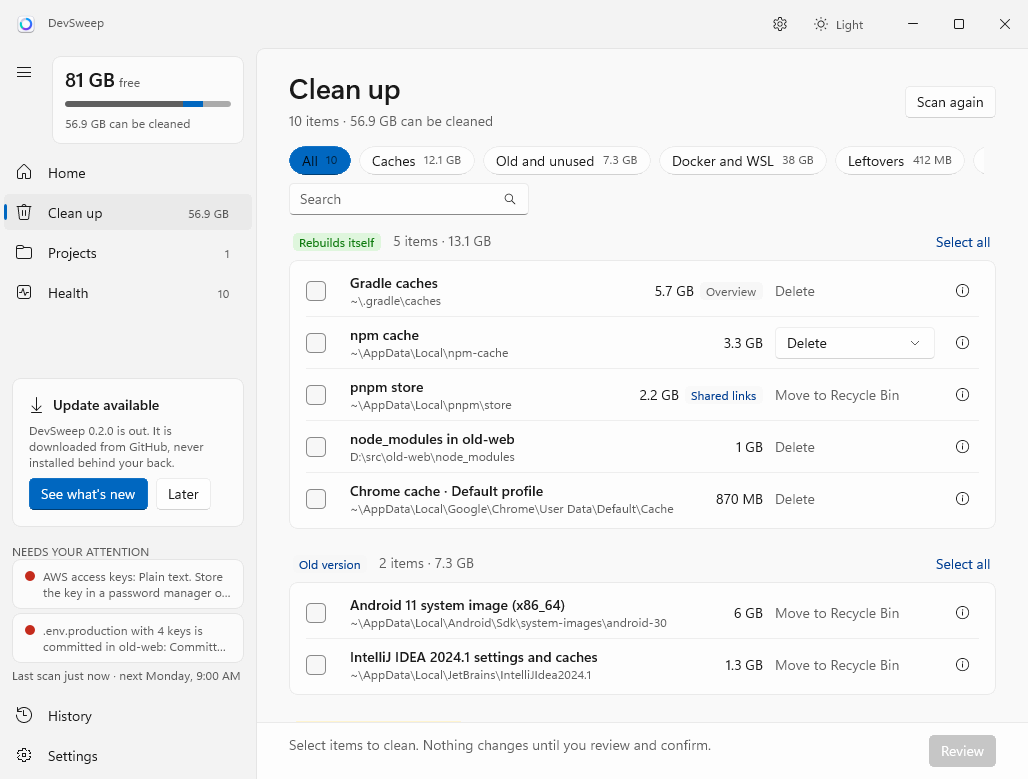 DevSweep
Light
81 GB free
56.9 GB can be cleaned
Home
Clean up 56.9 GB
Projects 1
Health 10
Update available
DevSweep 0.2.0 is out. It is
downloaded from GitHub, never
installed behind your back.
See what's new
Later
NEEDS YOUR ATTENTION
AWS access keys: Plain text. Store
the key in a password manager o...
.env.production with 4 keys is
committed in old-web: Committ...
Last scan just now · next Monday, 9:00 AM
History
Settings
Clean up
10 items · 56.9 GB can be cleaned
Scan again
All 10
Caches 12.1 GB
Old and unused 7.3 GB
Docker and WSL 38 GB
Leftovers 412 MB
Search
Rebuilds itself 5 items · 13.1 GB Select all
Gradle caches
~\.gradle\caches
5.7 GB Overview Delete
npm cache
~\AppData\Local\npm-cache
3.3 GB Delete
pnpm store
~\AppData\Local\pnpm\store
2.2 GB Shared links Move to Recycle Bin
node_modules in old-web
D:\src\old-web\node_modules
1 GB Delete
Chrome cache · Default profile
~\AppData\Local\Google\Chrome\User Data\Default\Cache
870 MB Delete
Old version 2 items · 7.3 GB Select all
Android 11 system image (x86_64)
~\AppData\Local\Android\Sdk\system-images\android-30
6 GB Move to Recycle Bin
IntelliJ IDEA 2024.1 settings and caches
~\AppData\Local\JetBrains\IntelliJIdea2024.1
1.3 GB Move to Recycle Bin
Select items to clean. Nothing changes until you review and confirm.
Review